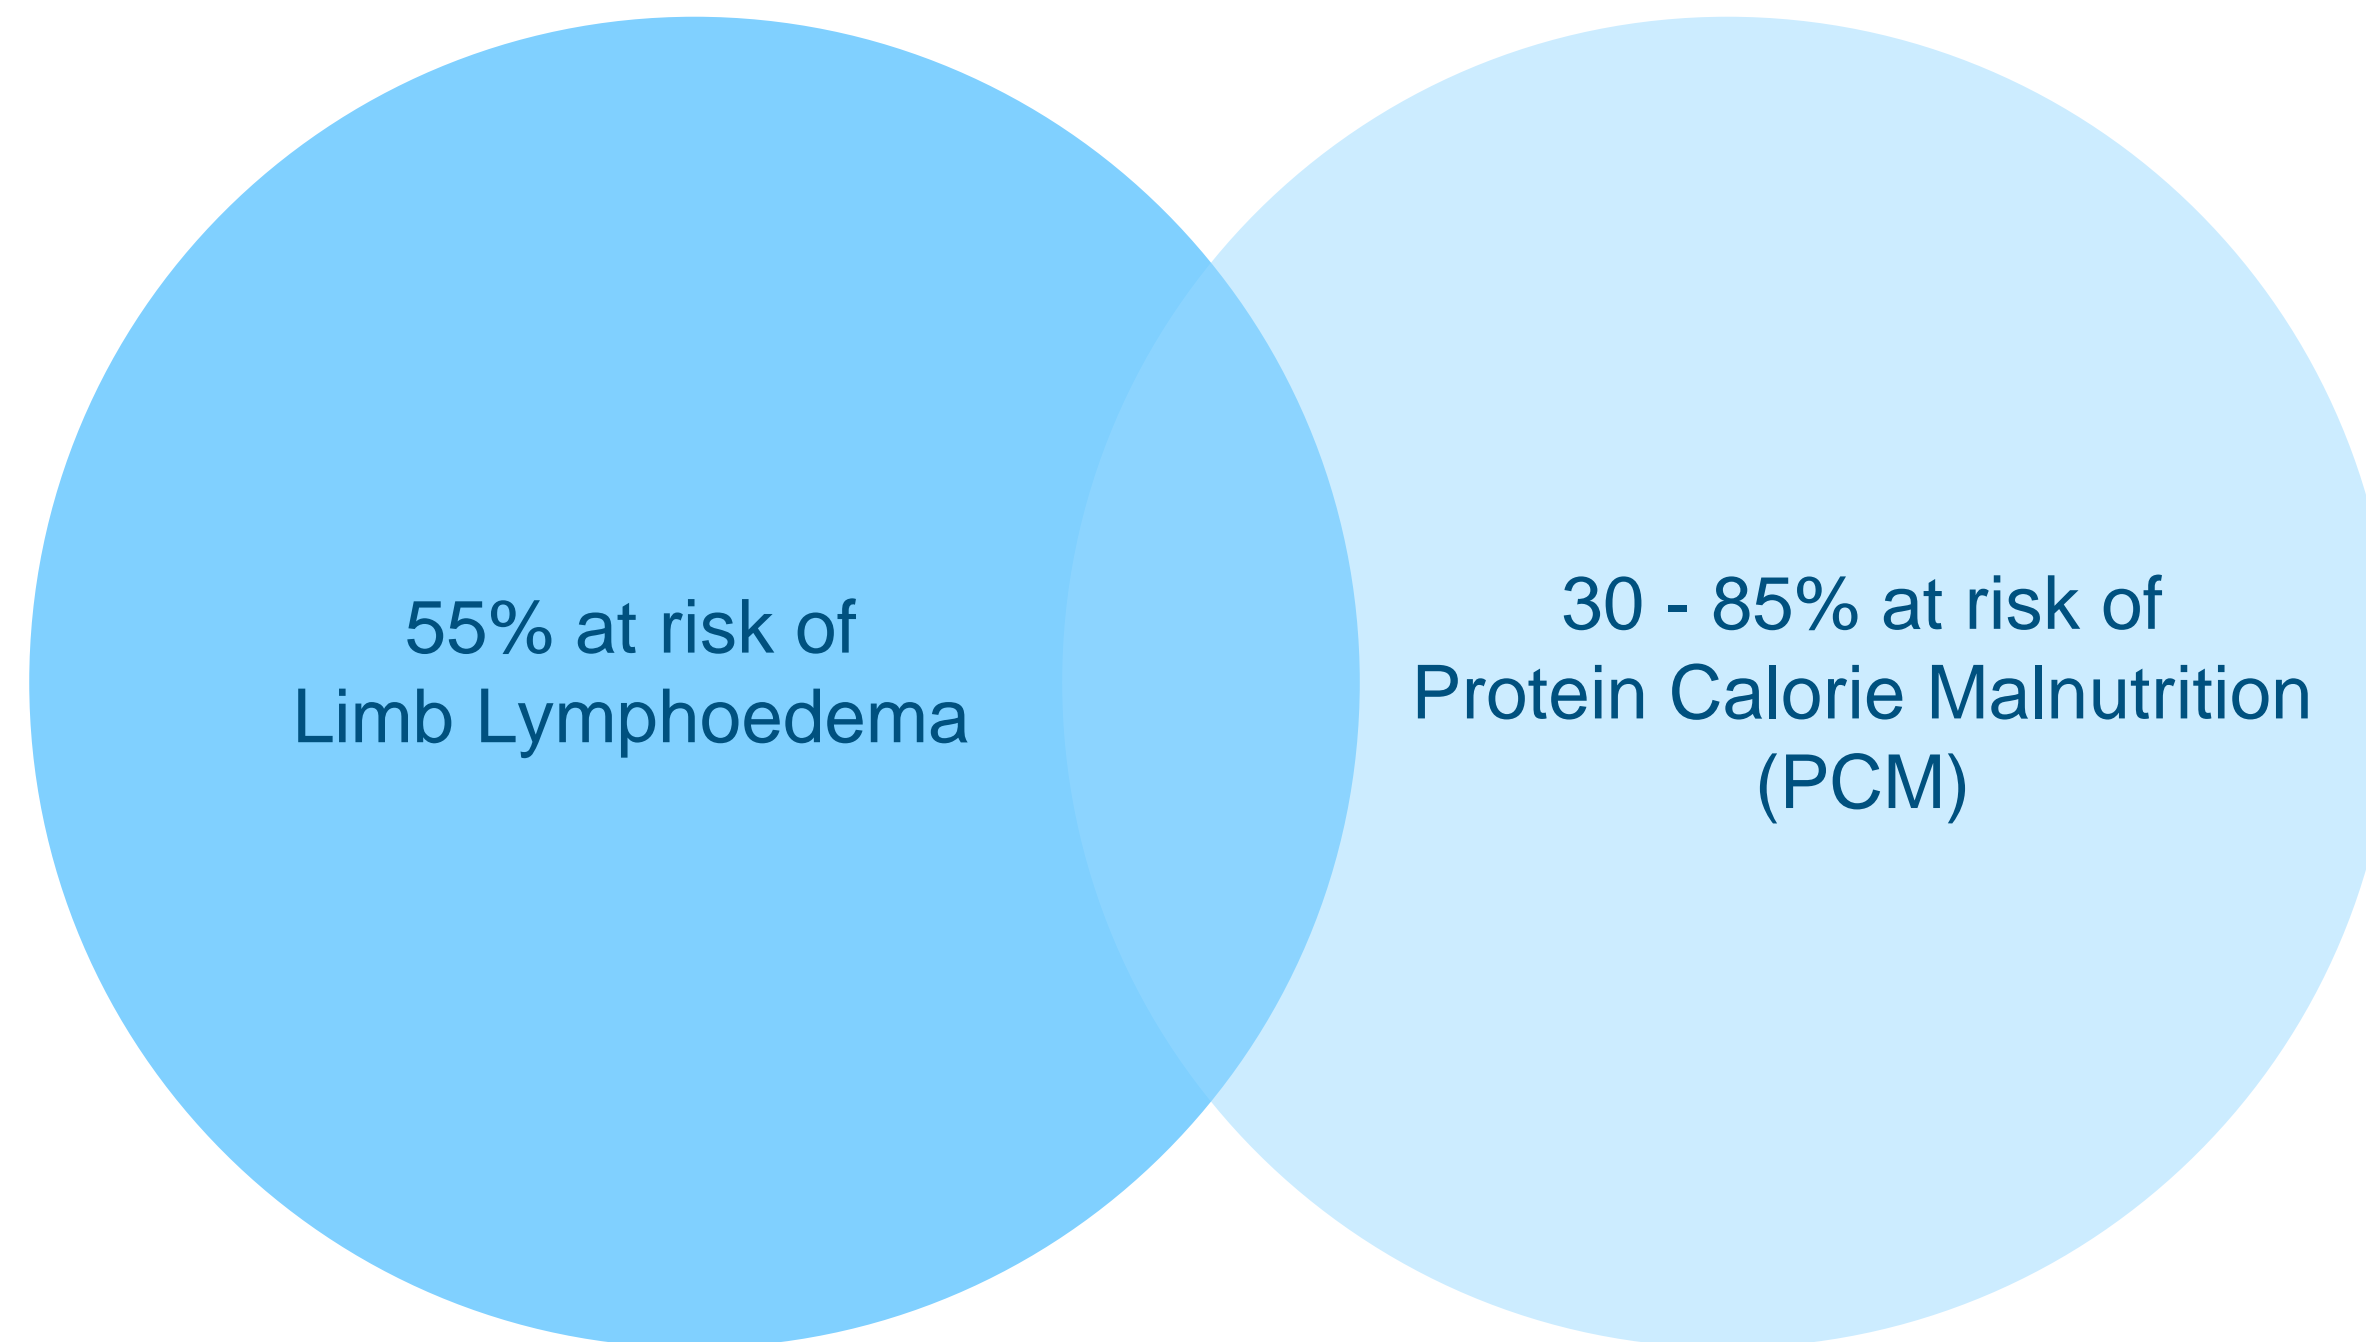 55% at risk of
Limb Lymphoedema
30 - 85% at risk of
Protein Calorie Malnutrition
(PCM)